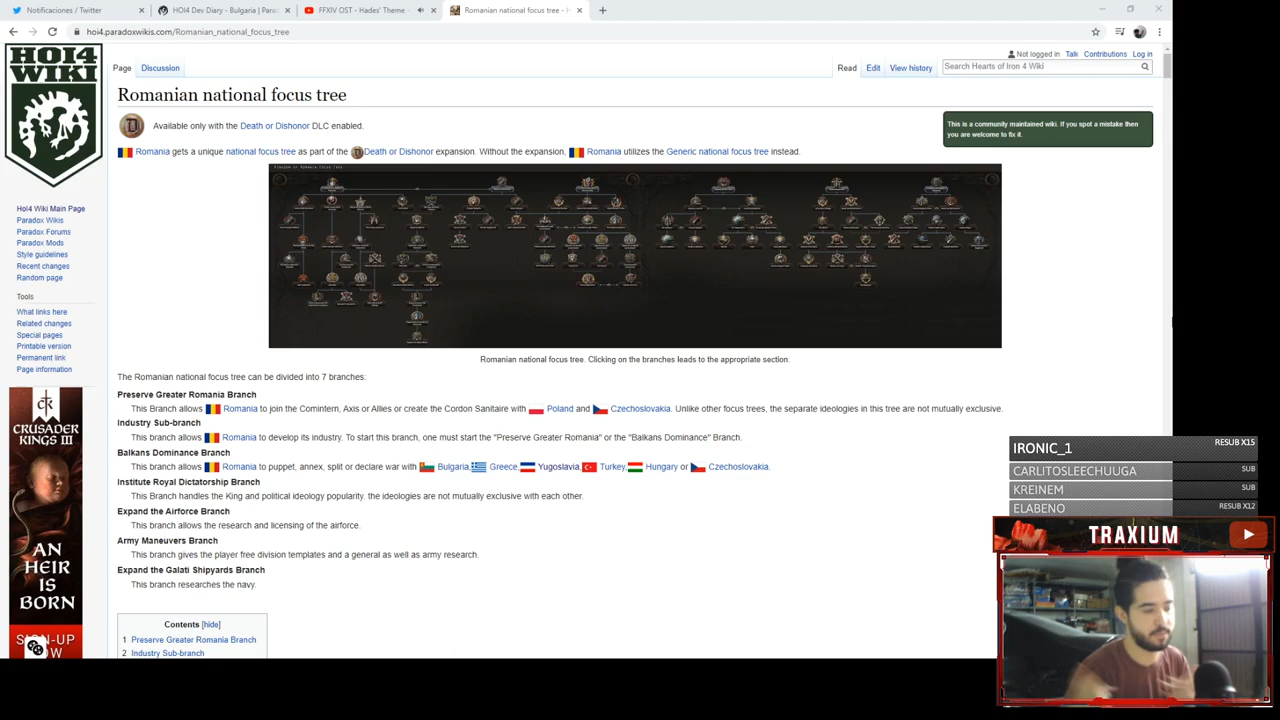 Notificaciones / Twitter
HOI4 Dev Diary - Bulgaria | Parad
FFXIV OST - Hades' Theme
Romanian national focus tree - H
hoi4.paradoxwikis.com/Romanian_national_focus_tree
HOI4
WIKI
Not logged in Talk Contributions Log in
Page Discussion
Read Edit View history
Search Hearts of Iron 4 Wiki
Romanian national focus tree
Available only with the Death or Dishonor DLC enabled.
This is a community maintained wiki. If you spot a mistake then
you are welcome to fix it.
Romania gets a unique national focus tree as part of the Death or Dishonor expansion. Without the expansion, Romania utilizes the Generic national focus tree instead.
HoI4 Wiki Main Page
Paradox Wikis
Paradox Forums
Paradox Mods
Style guidelines
Recent changes
Random page
Tools
What links here
Related changes
Special pages
Printable version
Permanent link
Page information
Romanian national focus tree. Clicking on the branches leads to the appropriate section.
The Romanian national focus tree can be divided into 7 branches:
Preserve Greater Romania Branch
This Branch allows Romania to join the Comintern, Axis or Allies or create the Cordon Sanitaire with Poland and Czechoslovakia. Unlike other focus trees, the separate ideologies in this tree are not mutually exclusive.
Industry Sub-branch
This branch allows Romania to develop its industry. To start this branch, one must start the "Preserve Greater Romania" or the "Balkans Dominance" Branch.
Balkans Dominance Branch
This branch allows Romania to puppet, annex, split or declare war with Bulgaria, Greece, Yugoslavia, Turkey, Hungary or Czechoslovakia.
Institute Royal Dictatorship Branch
This Branch handles the King and political ideology popularity. the ideologies are not mutually exclusive with each other.
Expand the Airforce Branch
This branch allows the research and licensing of the airforce.
Army Maneuvers Branch
This branch gives the player free division templates and a general as well as army research.
Expand the Galati Shipyards Branch
This branch researches the navy.
Contents [hide]
1 Preserve Greater Romania Branch
2 Industry Sub-branch
CK
CRUSADER
KINGS III
AN
HEIR
IS
BORN
SIGN-UP
NOW
IRONIC_1 RESUB X15
CARLITOSLEECHUUGA SUB
KREINEM SUB
ELABENO RESUB X12
TRAXIUM